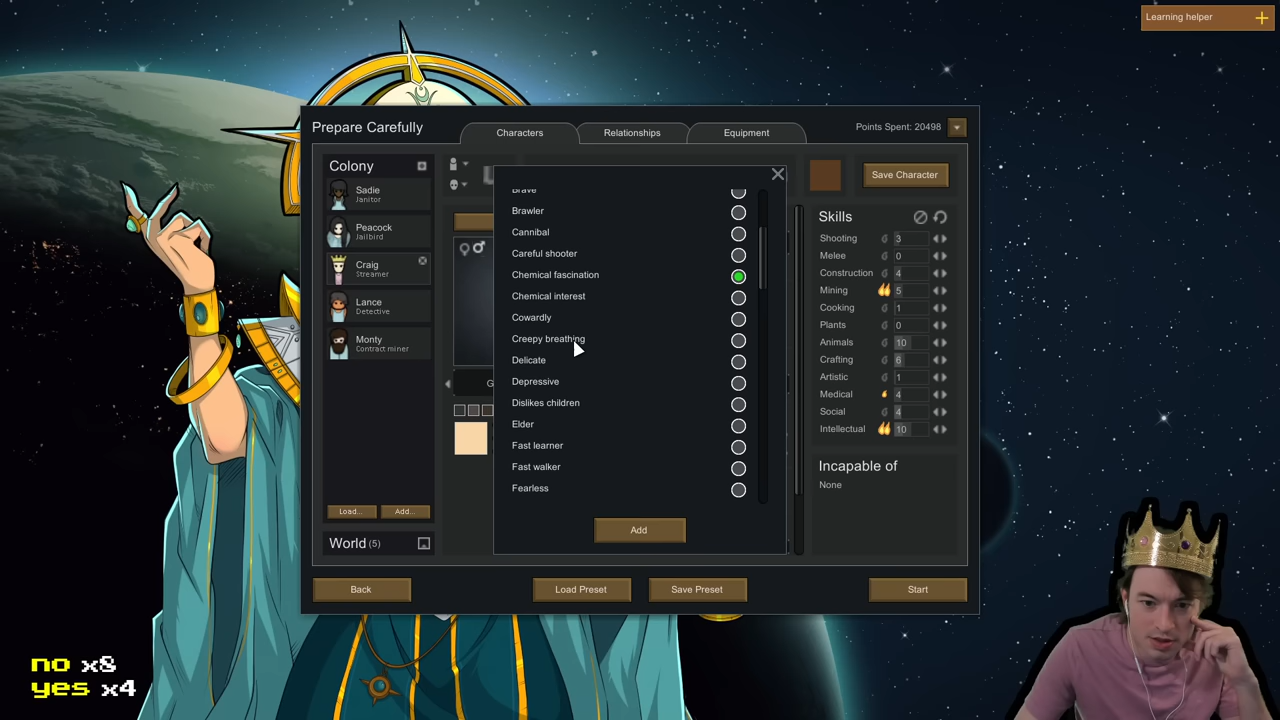 Learning helper
Prepare Carefully
Characters
Relationships
Equipment
Points Spent: 20498
Colony
Sadie
Janitor
Peacock
Jailbird
Craig
Streamer
Lance
Detective
Monty
Contract miner
Load...
Add...
World (5)
G
Brave
Brawler
Cannibal
Careful shooter
Chemical fascination
Chemical interest
Cowardly
Creepy breathing
Delicate
Depressive
Dislikes children
Elder
Fast learner
Fast walker
Fearless
Add
Save Character
Skills
Shooting 3
Melee 0
Construction 4
Mining 5
Cooking 1
Plants 0
Animals 10
Crafting 6
Artistic 1
Medical 4
Social 4
Intellectual 10
Incapable of
None
Back
Load Preset
Save Preset
Start
no x8
yes x4